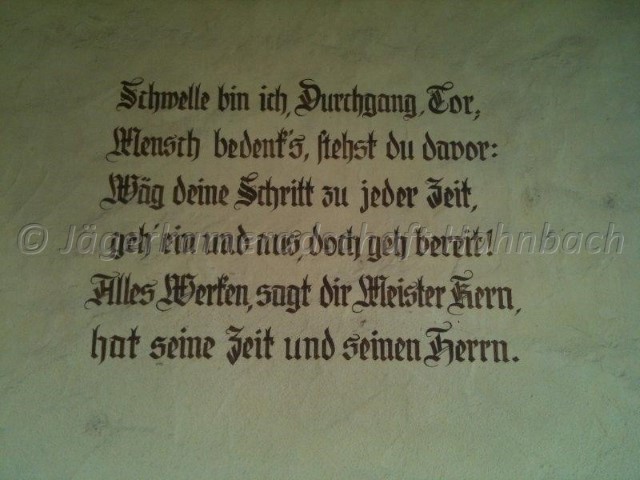 Schwelle bin ich, Durchgang, Tor,
Mensch bedenk's, stehst du davor:
Wäg deine Schritt zu jeder Zeit,
geh' ein und aus, doch geh bereit!
Alles Werken, sagt dir Meister Kern,
hat seine Zeit und seinen Herrn.